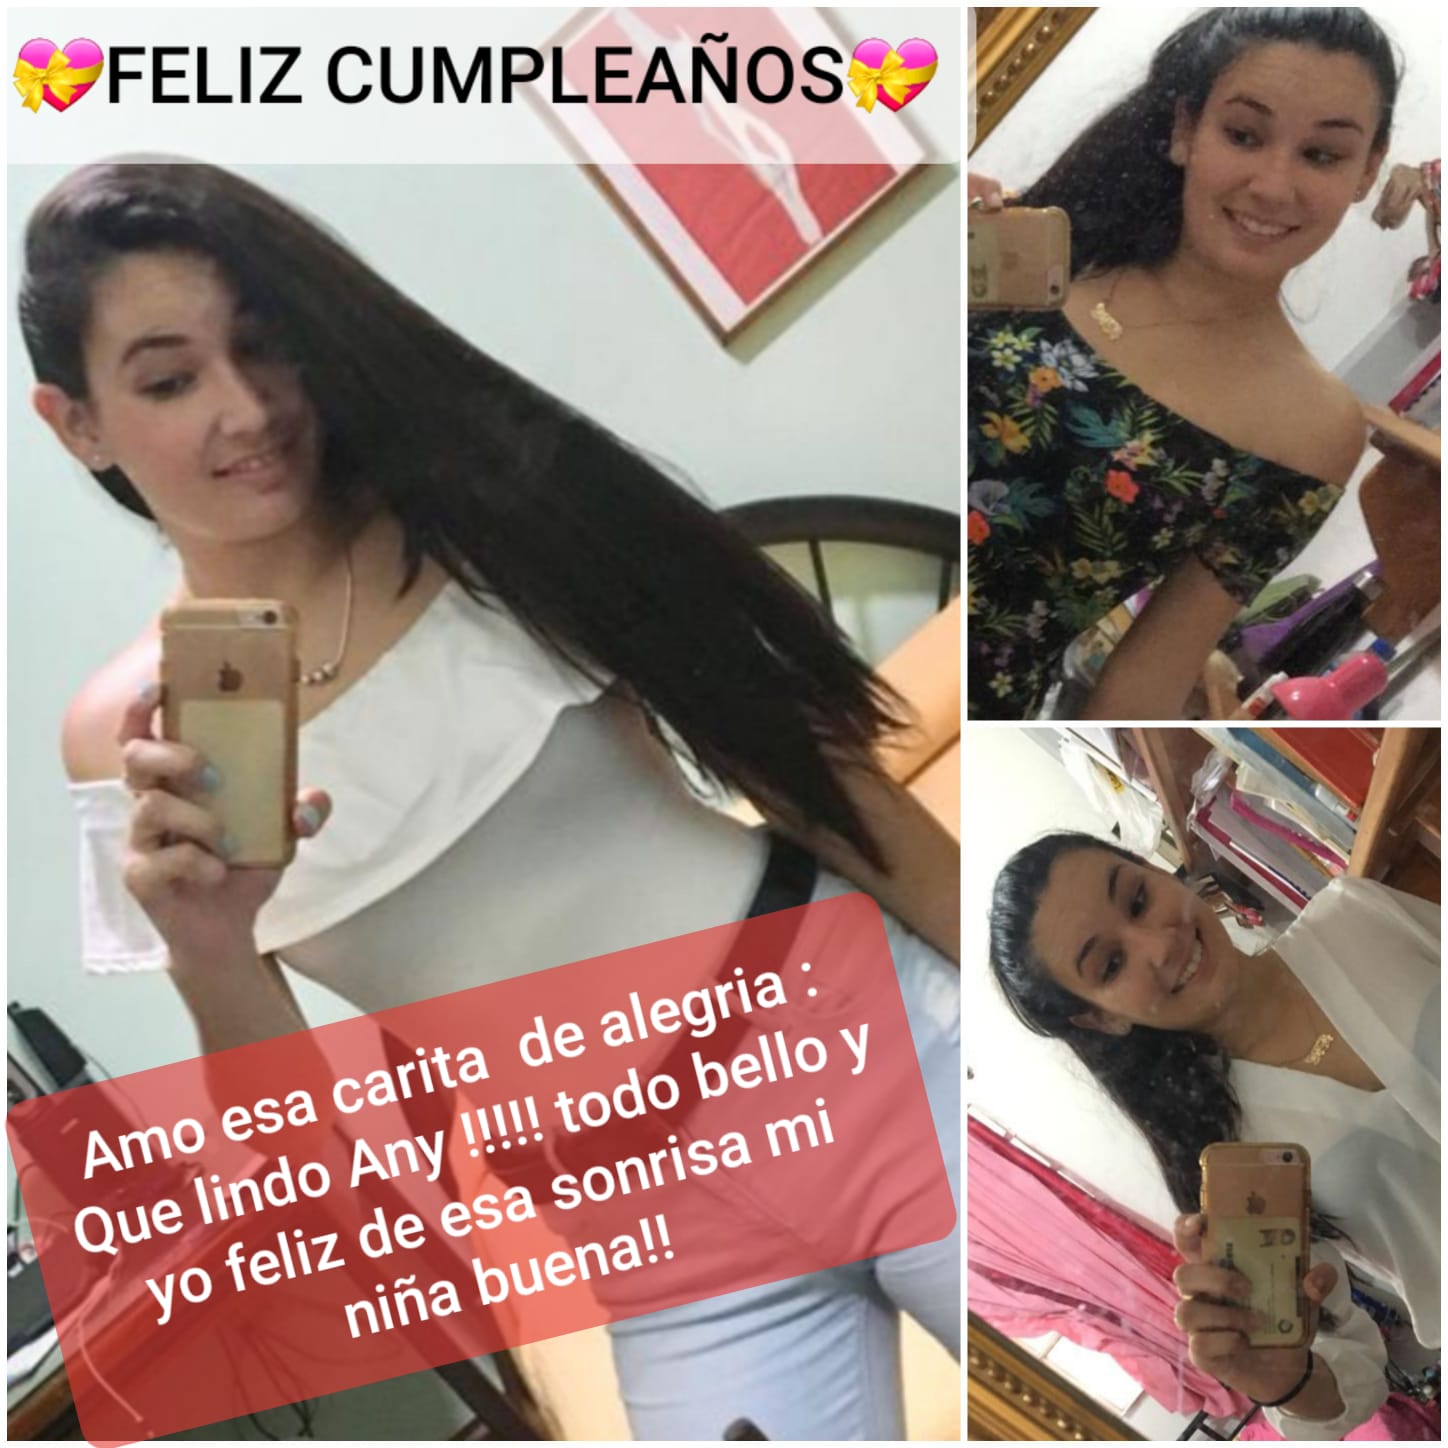 💝FELIZ CUMPLEAÑOS💝
Amo esa carita de alegria :
Que lindo Any !!!!! todo bello y
yo feliz de esa sonrisa mi
niña buena!!